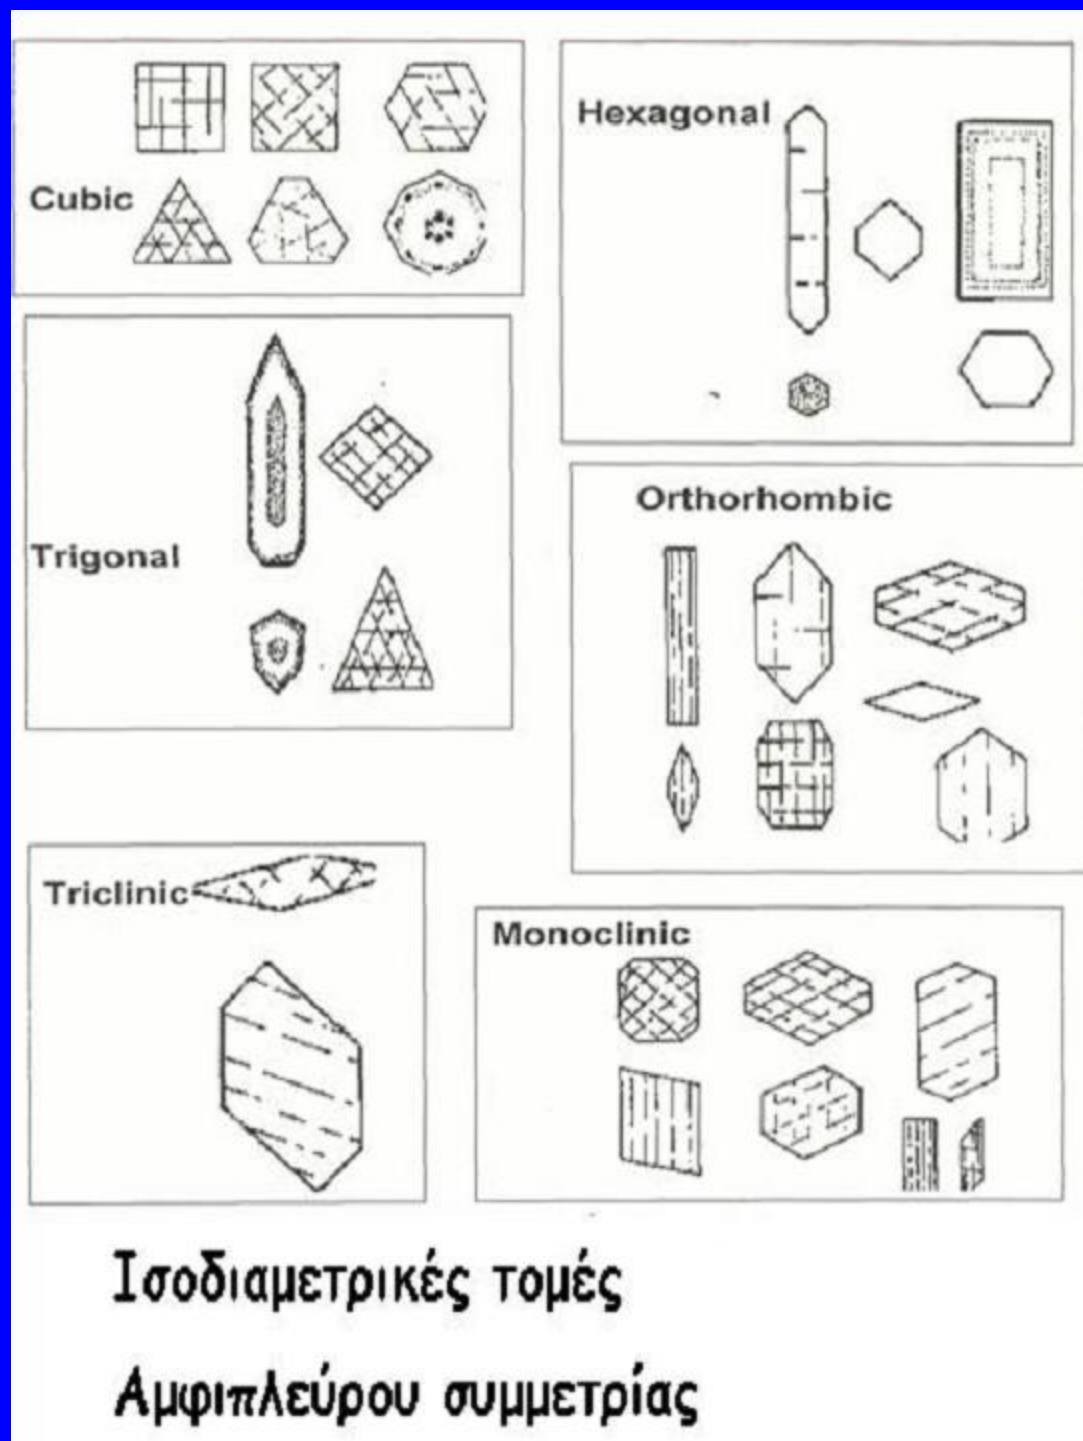 Cubic
Hexagonal
Trigonal
Orthorhombic
Triclinic
Monoclinic
Ισοδιαμετρικές τομές
Αμφιπλεύρου συμμετρίας